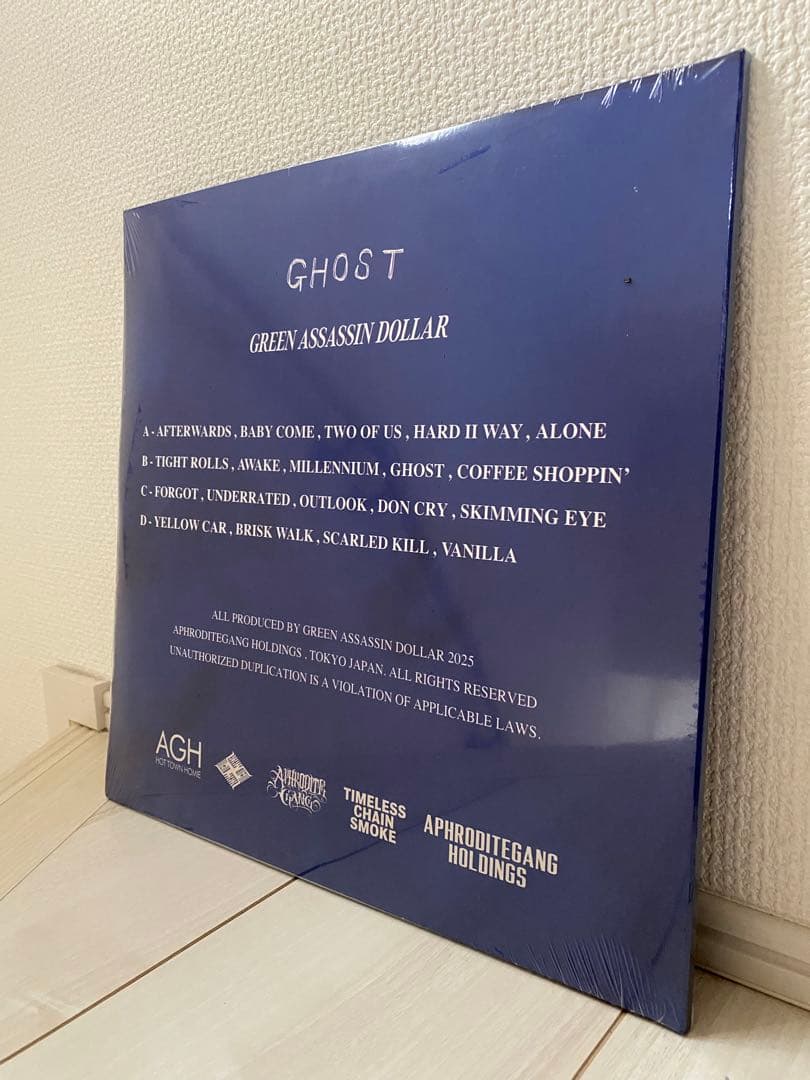 GHOST
GREEN ASSASSIN DOLLAR
A - AFTERWARDS , BABY COME , TWO OF US , HARD II WAY , ALONE
B - TIGHT ROLLS , AWAKE , MILLENNIUM , GHOST , COFFEE SHOPPIN'
C - FORGOT , UNDERRATED , OUTLOOK , DON CRY , SKIMMING EYE
D - YELLOW CAR , BRISK WALK , SCARLED KILL , VANILLA
ALL PRODUCED BY GREEN ASSASSIN DOLLAR 2025
APHRODITEGANG HOLDINGS . TOKYO JAPAN. ALL RIGHTS RESERVED
UNAUTHORIZED DUPLICATION IS A VIOLATION OF APPLICABLE LAWS.
AGH
HOT TOWN HOME
APHRODITE
GANG
TIMELESS
CHAIN
SMOKE
APHRODITEGANG
HOLDINGS